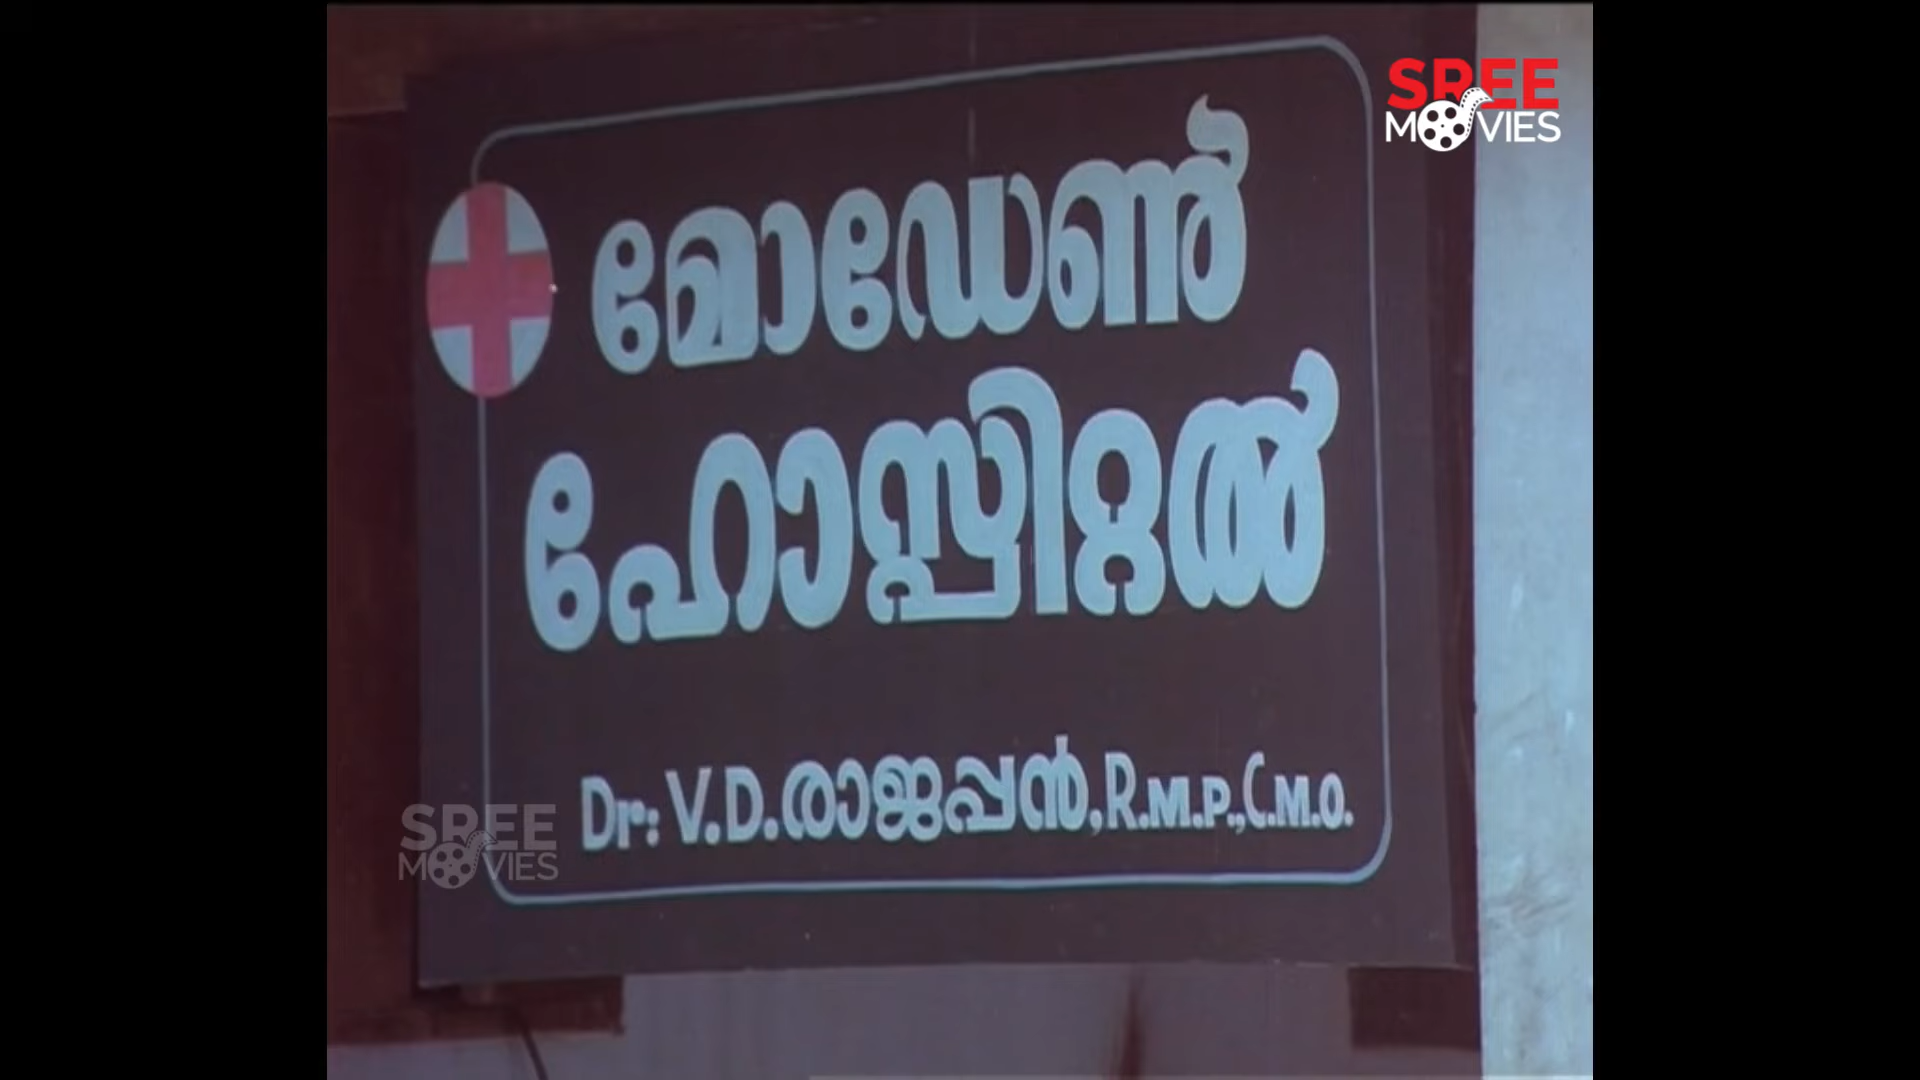 SREE
MOVIES
മോഡേൺ
ഹോസ്പിറ്റൽ
Dr: V.D. രാജപ്പൻ, R.M.P., C.M.O.
SREE
MOVIES